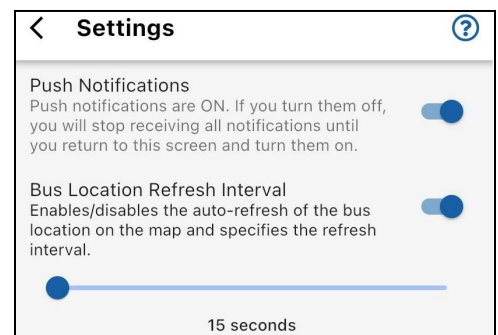 Settings
?
Push Notifications
Push notifications are ON. If you turn them off,
you will stop receiving all notifications until
you return to this screen and turn them on.
Bus Location Refresh Interval
Enables/disables the auto-refresh of the bus
location on the map and specifies the refresh
interval.
15 seconds